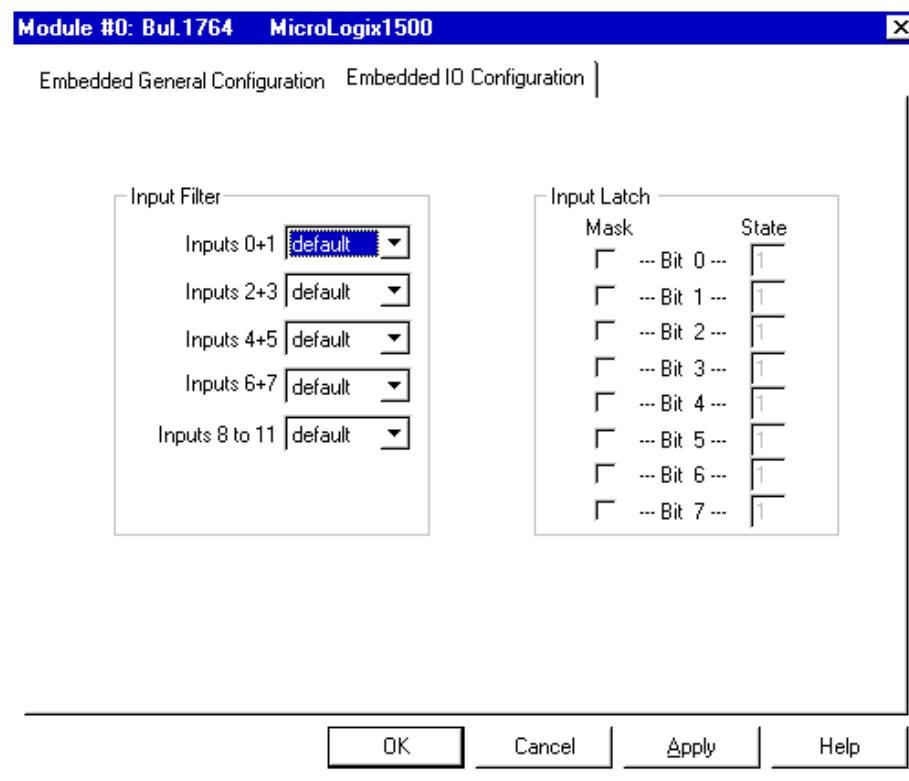 Module #0: Bul.1764 MicroLogix1500
Embedded General Configuration Embedded IO Configuration
Input Filter
Inputs 0+1 default
Inputs 2+3 default
Inputs 4+5 default
Inputs 6+7 default
Inputs 8 to 11 default
Input Latch
Mask State
--- Bit 0 --- 1
--- Bit 1 --- 1
--- Bit 2 --- 1
--- Bit 3 --- 1
--- Bit 4 --- 1
--- Bit 5 --- 1
--- Bit 6 --- 1
--- Bit 7 --- 1
OK Cancel Apply Help